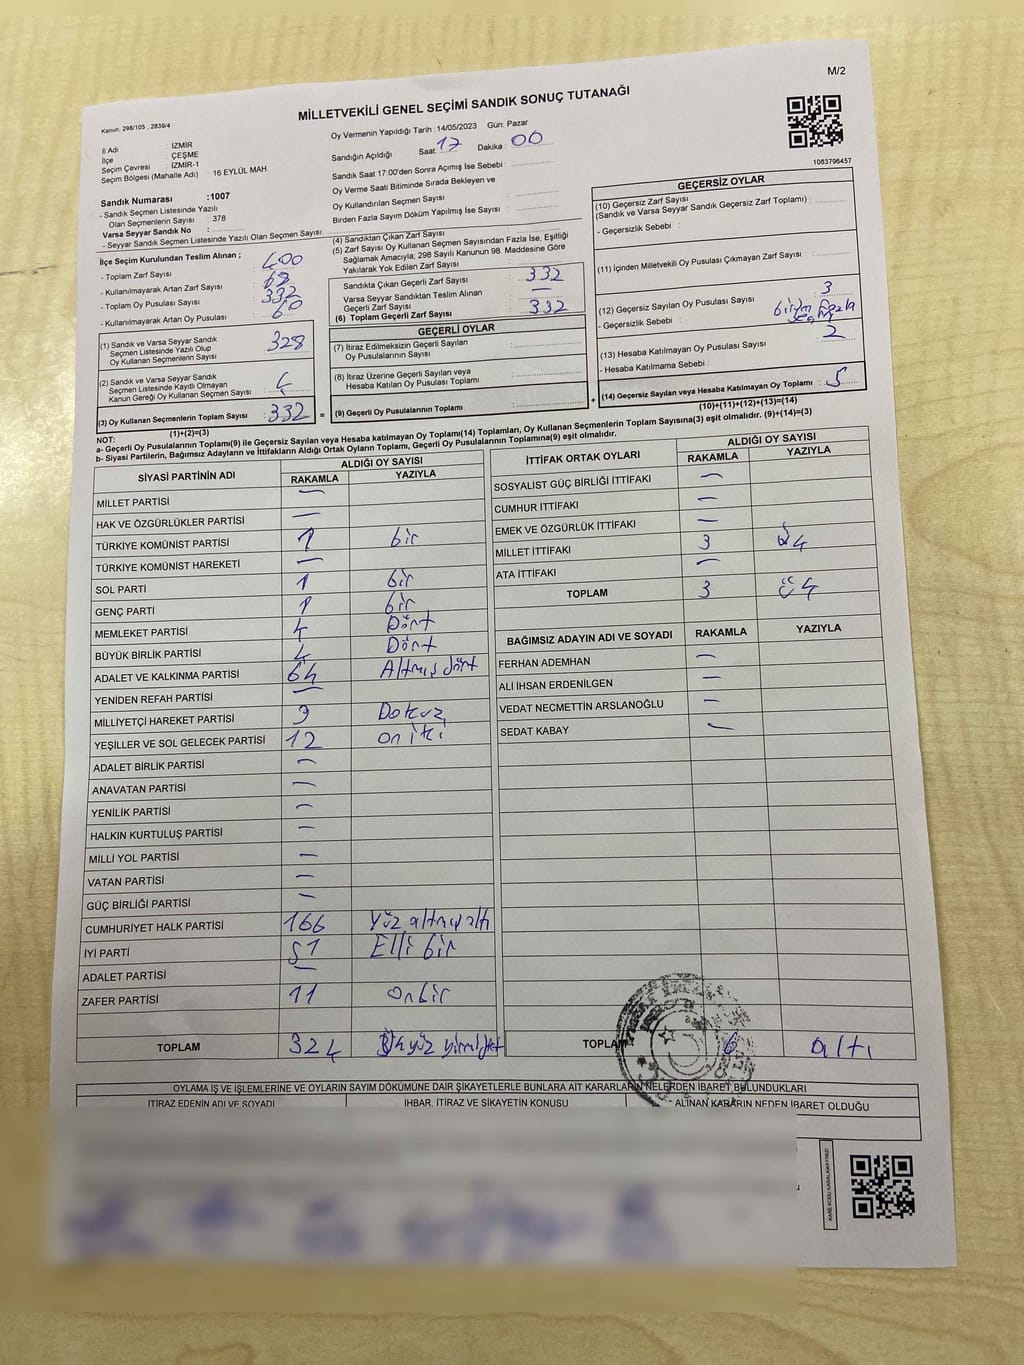 M/2
MİLLETVEKİLİ GENEL SEÇİMİ SANDIK SONUÇ TUTANAĞI
Kanun, 298/105 , 2839/4
İl Adı : İZMİR
İlçe : ÇEŞME
Seçim Çevresi : İZMİR-1
Seçim Bölgesi (Mahalle Adı) : 16 EYLÜL MAH.
Sandık Numarası :1007
- Sandık Seçmen Listesinde Yazılı
Olan Seçmenlerin Sayısı : 378
Varsa Seyyar Sandık No :
- Seyyar Sandık Seçmen Listesinde Yazılı Olan Seçmen Sayısı:
İlçe Seçim Kurulundan Teslim Alınan ;
- Toplam Zarf Sayısı : 400
- Kullanılmayarak Artan Zarf Sayısı : 68
- Toplam Oy Pusulası Sayısı : 332
- Kullanılmayarak Artan Oy Pusulası :
(1) Sandık ve Varsa Seyyar Sandık
Seçmen Listesinde Yazılı Olup
Oy Kullanan Seçmenlerin Sayısı : 328
(2) Sandık ve Varsa Seyyar Sandık
Seçmen Listesinde Kayıtlı Olmayan
Kanun Gereği Oy Kullanan Seçmen Sayısı : 4
(3) Oy Kullanan Seçmenlerin Toplam Sayısı : 332 =
(1)+(2)=(3)
Oy Vermenin Yapıldığı Tarih :14/05/2023 Gün: Pazar
Sandığın Açıldığı Saat : 17 Dakika : 00
Sandık Saat 17:00'den Sonra Açımış İse Sebebi :
Oy Verme Saati Bitiminde Sırada Bekleyen ve
Oy Kullandırılan Seçmen Sayısı :
Birden Fazla Sayım Döküm Yapılmış İse Sayısı :
(4) Sandıktan Çıkan Zarf Sayısı :
(5) Zarf Sayısı Oy Kullanan Seçmen Sayısından Fazla İse, Eşitliği
Sağlamak Amacıyla; 298 Sayılı Kanunun 98. Maddesine Göre
Yakılarak Yok Edilen Zarf Sayısı :
Sandıkta Çıkan Geçerli Zarf Sayısı : 332
Varsa Seyyar Sandıktan Teslim Alınan
Geçerli Zarf Sayısı : —
(6) Toplam Geçerli Zarf Sayısı : 332
GEÇERLİ OYLAR
(7) İtiraz Edilmeksizin Geçerli Sayılan
Oy Pusulalarının Sayısı :
(8) İtiraz Üzerine Geçerli Sayılan veya
Hesaba Katılan Oy Pusulası Toplamı :
(9) Geçerli Oy Pusulalarının Toplamı : +
1083796457
GEÇERSİZ OYLAR
(10) Geçersiz Zarf Sayısı
(Sandık ve Varsa Seyyar Sandık Geçersiz Zarf Toplamı) :
- Geçersizlik Sebebi :
(11) İçinden Milletvekili Oy Pusulası Çıkmayan Zarf Sayısı :
(12) Geçersiz Sayılan Oy Pusulası Sayısı : 3
- Geçersizlik Sebebi : fazla
(13) Hesaba Katılmayan Oy Pusulası Sayısı : 2
- Hesaba Katılmama Sebebi :
(14) Geçersiz Sayılan veya Hesaba Katılmayan Oy Toplamı : 5
(10)+(11)+(12)+(13)=(14)
NOT:
a- Geçerli Oy Pusulalarının Toplamı(9) ile Geçersiz Sayılan veya Hesaba katılmayan Oy Toplam(14) Toplamları, Oy Kullanan Seçmenlerin Toplam Sayısına(3) eşit olmalıdır. (9)+(14)=(3)
b- Siyasi Partilerin, Bağımsız Adayların ve İttifakların Aldığı Ortak Oyların Toplamı, Geçerli Oy Pusulalarının Toplamına(9) eşit olmalıdır.
SİYASİ PARTİNİN ADI ALDIĞI OY SAYISI
RAKAMLA YAZIYLA
MİLLET PARTİSİ —
HAK VE ÖZGÜRLÜKLER PARTİSİ —
TÜRKİYE KOMÜNİST PARTİSİ 1 bir
TÜRKİYE KOMÜNİST HAREKETİ —
SOL PARTİ 1 bir
GENÇ PARTİ 1 bir
MEMLEKET PARTİSİ 4 Dört
BÜYÜK BİRLİK PARTİSİ 4 Dört
ADALET VE KALKINMA PARTİSİ 64 Altmış dört
YENİDEN REFAH PARTİSİ —
MİLLİYETÇİ HAREKET PARTİSİ 9 Dokuz
YEŞİLLER VE SOL GELECEK PARTİSİ 12 on iki
ADALET BİRLİK PARTİSİ —
ANAVATAN PARTİSİ —
YENİLİK PARTİSİ —
HALKIN KURTULUŞ PARTİSİ —
MİLLİ YOL PARTİSİ —
VATAN PARTİSİ —
GÜÇ BİRLİĞİ PARTİSİ —
CUMHURİYET HALK PARTİSİ 166 Yüz altmış altı
İYİ PARTİ 51 Elli bir
ADALET PARTİSİ —
ZAFER PARTİSİ 11 Onbir
TOPLAM 324
İTTİFAK ORTAK OYLARI ALDIĞI OY SAYISI
RAKAMLA YAZIYLA
SOSYALİST GÜÇ BİRLİĞİ İTTİFAKI —
CUMHUR İTTİFAKI —
EMEK VE ÖZGÜRLÜK İTTİFAKI —
MİLLET İTTİFAKI 3
ATA İTTİFAKI —
TOPLAM 3 üç
BAĞIMSIZ ADAYIN ADI VE SOYADI RAKAMLA YAZIYLA
FERHAN ADEMHAN —
ALİ İHSAN ERDENİLGEN —
VEDAT NECMETTİN ARSLANOĞLU —
SEDAT KABAY —
TOPLAM 6 altı
OYLAMA İŞ VE İŞLEMLERİNE VE OYLARIN SAYIM DÖKÜMÜNE DAİR ŞİKAYETLERLE BUNLARA AİT KARARLARIN NELERDEN İBARET BULUNDUKLARI
İTİRAZ EDENİN ADI VE SOYADI İHBAR, İTİRAZ VE ŞİKAYETİN KONUSU ALINAN KARARIN NEDEN İBARET OLDUĞU
KARE KODU KARALAMAYINIZ!